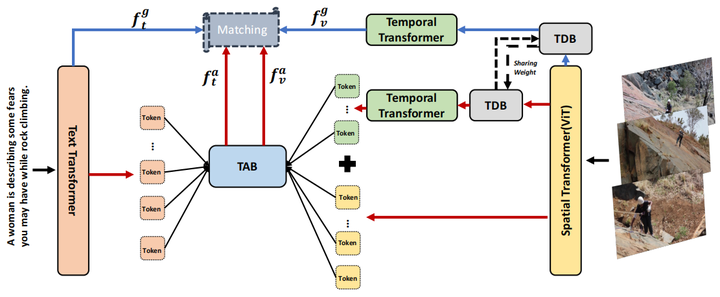 A woman is describing some fears
you may have while rock climbing.
Text Transformer
f_t^g
Matching
f_v^g
Temporal
Transformer
TDB
Sharing
Weight
f_t^a
f_v^a
Token
...
Token
Token
Token
TAB
Token
...
Token
+
Token
...
Token
Token
Temporal
Transformer
TDB
Spatial Transformer(ViT)